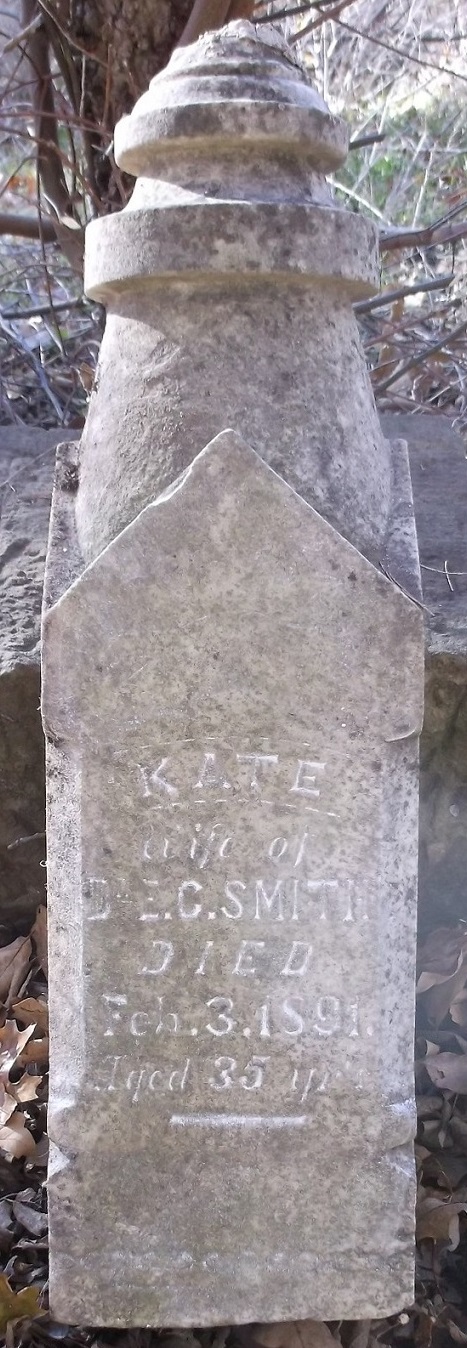 KATE
Wife of
Dr E.C. SMITH
DIED
Feb. 3. 1891.
Aged 35 yrs